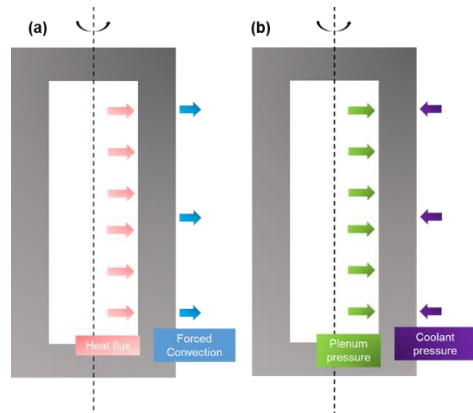 (a)
(b)
Heat flux
Forced
Convection
Plenum
pressure
Coolant
pressure